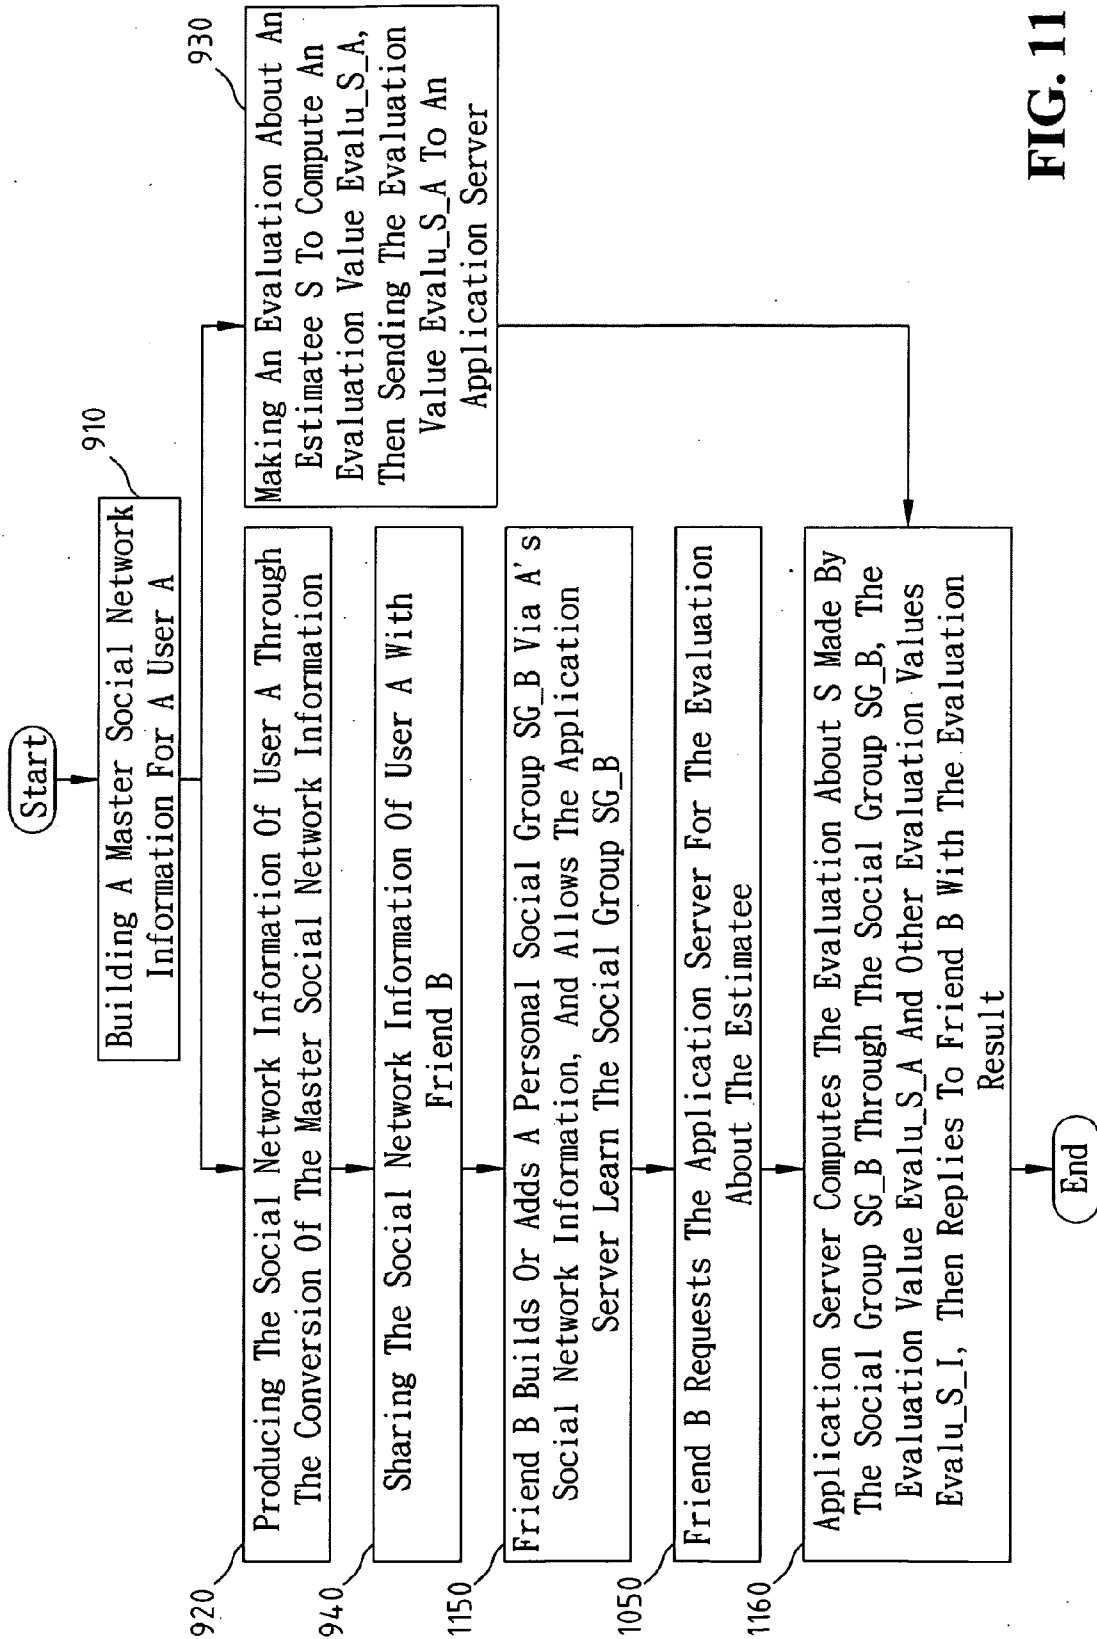 Start
Building A Master Social Network
Information For A User A
910
920
Producing The Social Network Information Of User A Through
The Conversion Of The Master Social Network Information
930
Making An Evaluation About An
Estimatee S To Compute An
Evaluation Value Evalu_S_A,
Then Sending The Evaluation
Value Evalu_S_A To An
Application Server
940
Sharing The Social Network Information Of User A With
Friend B
1150
Friend B Builds Or Adds A Personal Social Group SG_B Via A's
Social Network Information, And Allows The Application
Server Learn The Social Group SG_B
1050
Friend B Requests The Application Server For The Evaluation
About The Estimatee
1160
Application Server Computes The Evaluation About S Made By
The Social Group SG_B Through The Social Group SG_B, The
Evaluation Value Evalu_S_A And Other Evaluation Values
Evalu_S_I, Then Replies To Friend B With The Evaluation
Result
End
FIG. 11